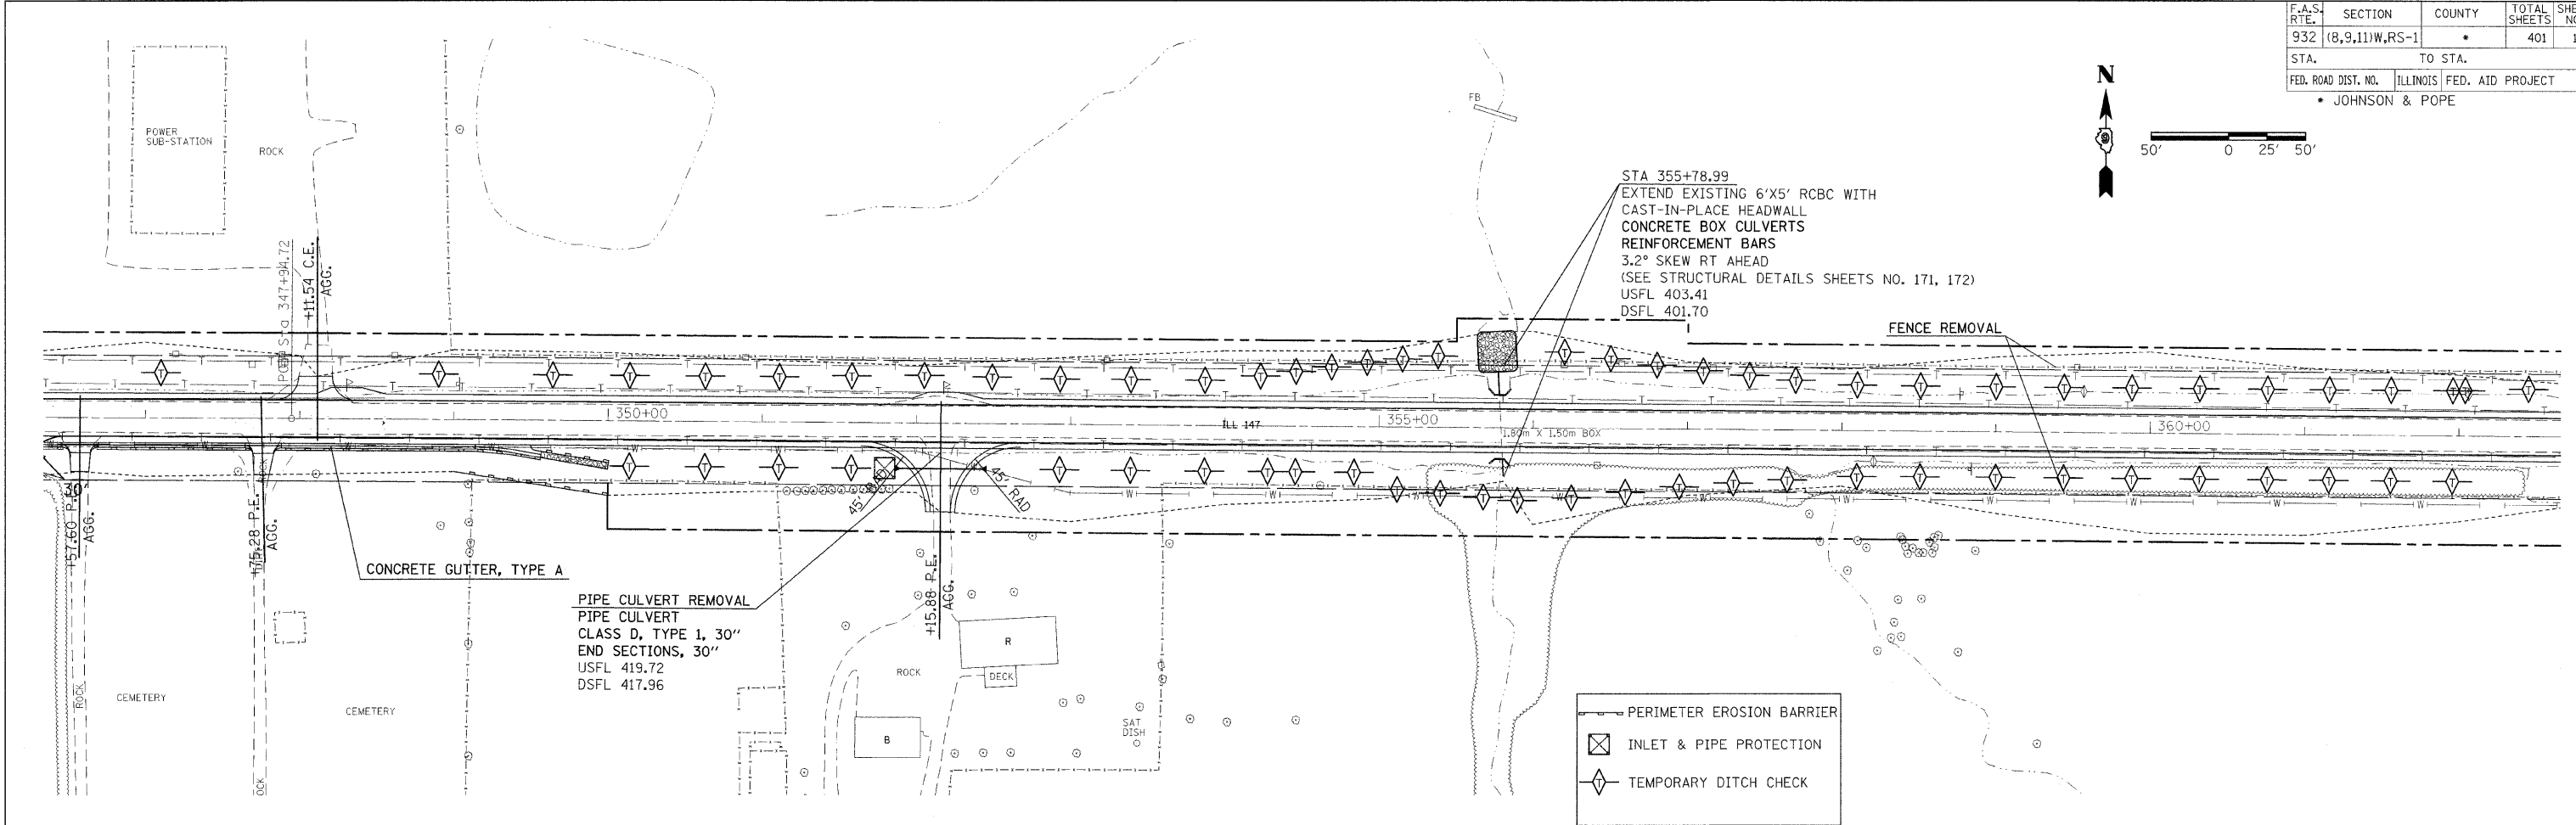 F.A.S. RTE. SECTION COUNTY TOTAL SHEETS
932 (8,9,11)W,RS-1 * 401
STA. TO STA.
FED. ROAD DIST. NO. ILLINOIS FED. AID PROJECT
* JOHNSON & POPE
N
50' 0 25' 50'
POWER
SUB-STATION
ROCK
FB
STA 355+78.99
EXTEND EXISTING 6'X5' RCBC WITH
CAST-IN-PLACE HEADWALL
CONCRETE BOX CULVERTS
REINFORCEMENT BARS
3.2° SKEW RT AHEAD
(SEE STRUCTURAL DETAILS SHEETS NO. 171, 172)
USFL 403.41
DSFL 401.70
347+94.72
+11.54 C.E.
AGG.
FENCE REMOVAL
350+00
ILL 147
355+00
1.80m X 1.50m BOX
360+00
30'
+57.60 P.E.
AGG.
+75.28 P.E.
AGG.
ROCK
45' RAD
45' RAD
+15.88 P.E.
AGG.
CONCRETE GUTTER, TYPE A
PIPE CULVERT REMOVAL
PIPE CULVERT
CLASS D, TYPE 1, 30"
END SECTIONS, 30"
USFL 419.72
DSFL 417.96
R
DECK
ROCK
B
SAT
DISH
ROCK
CEMETERY
CEMETERY
PERIMETER EROSION BARRIER
INLET & PIPE PROTECTION
T TEMPORARY DITCH CHECK